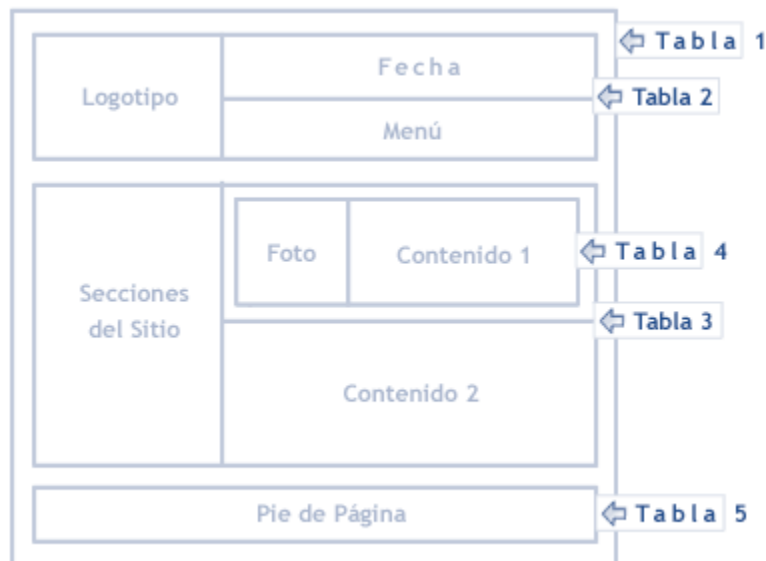 Tabla 1
Fecha
Logotipo
Tabla 2
Menú
Foto
Contenido 1
Tabla 4
Secciones
del Sitio
Tabla 3
Contenido 2
Pie de Página
Tabla 5